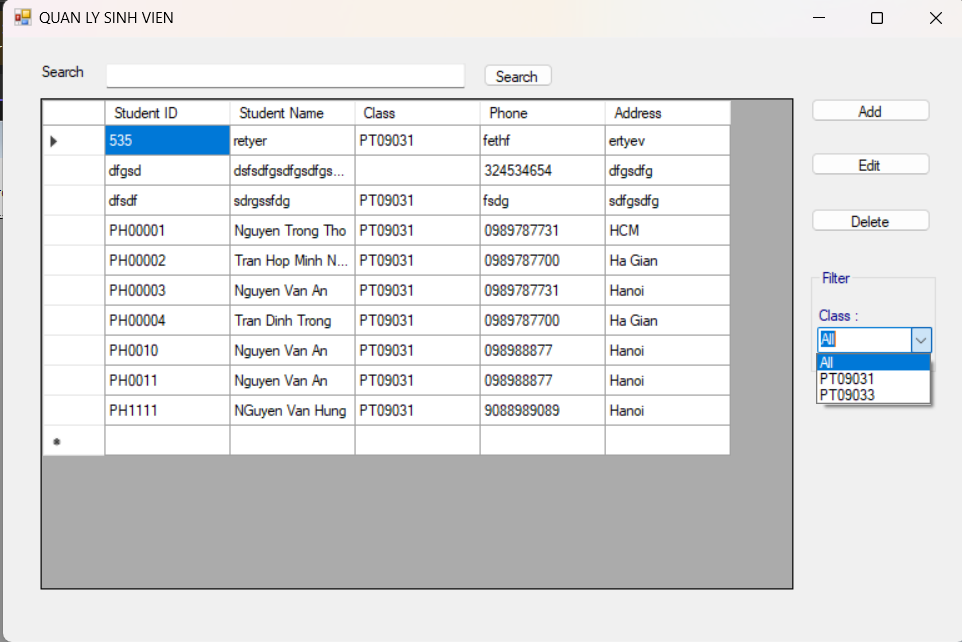 QUAN LY SINH VIEN
Search
Search
Student ID Student Name Class Phone Address
535 retyer PT09031 fethf ertyev
dfgsd dsfsdfgsdfgsdfgs... 324534654 dfgsdfg
dfsdf sdrgssfdg PT09031 fsdg sdfgsdfg
PH00001 Nguyen Trong Tho PT09031 0989787731 HCM
PH00002 Tran Hop Minh N... PT09031 0989787700 Ha Gian
PH00003 Nguyen Van An PT09031 0989787731 Hanoi
PH00004 Tran Dinh Trong PT09031 0989787700 Ha Gian
PH0010 Nguyen Van An PT09031 098988877 Hanoi
PH0011 Nguyen Van An PT09031 098988877 Hanoi
PH1111 NGuyen Van Hung PT09031 9088989089 Hanoi
Add
Edit
Delete
Filter
Class :
All
All
PT09031
PT09033